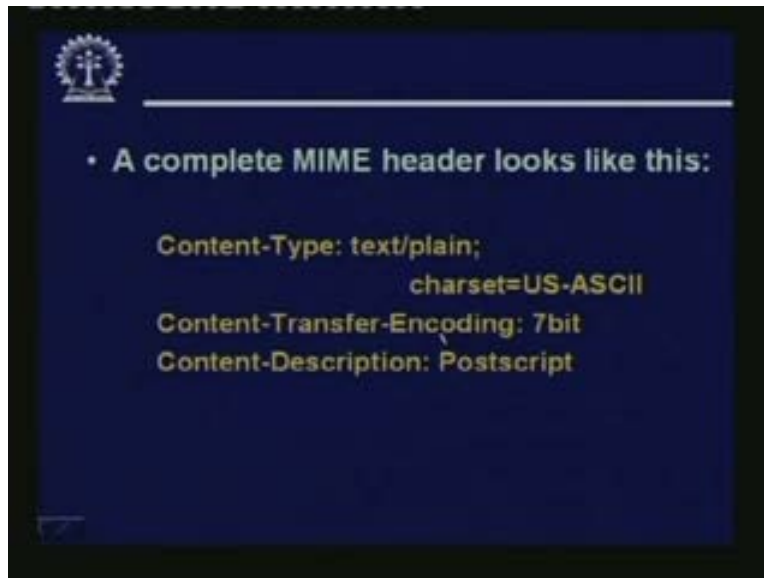 • A complete MIME header looks like this:
Content-Type: text/plain;
charset=US-ASCII
Content-Transfer-Encoding: 7bit
Content-Description: Postscript